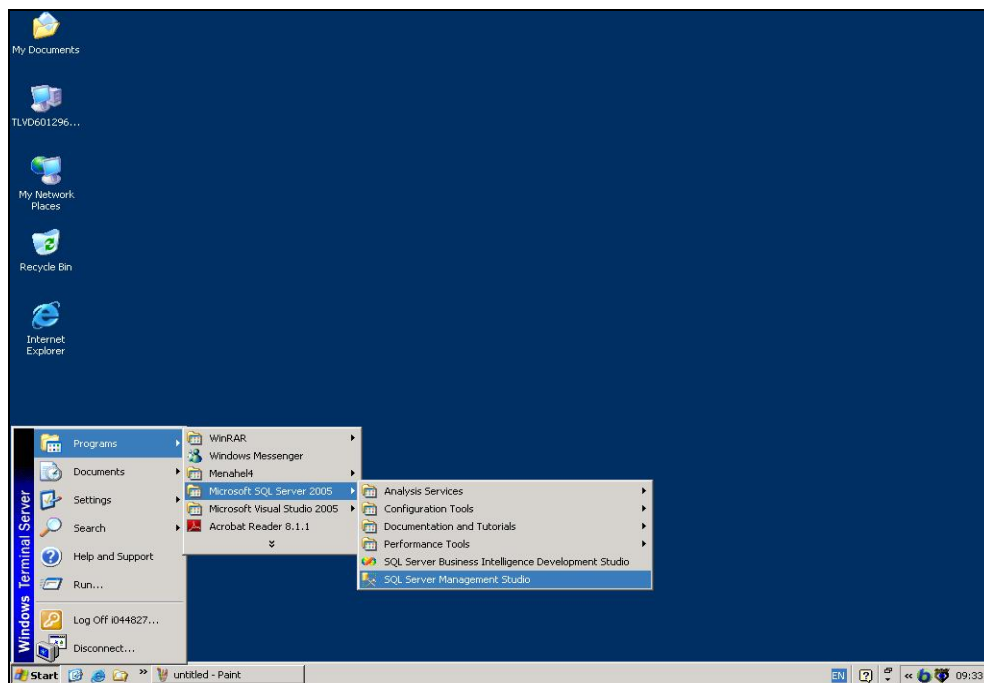 My Documents
TLVD601296...
My Network
Places
Recycle Bin
Internet
Explorer
Windows Terminal Server
Programs
Documents
Settings
Search
Help and Support
Run...
Log Off i044827...
Disconnect...
WinRAR
Windows Messenger
Menahel4
Microsoft SQL Server 2005
Microsoft Visual Studio 2005
Acrobat Reader 8.1.1
Analysis Services
Configuration Tools
Documentation and Tutorials
Performance Tools
SQL Server Business Intelligence Development Studio
SQL Server Management Studio
Start
untitled - Paint
EN
09:33